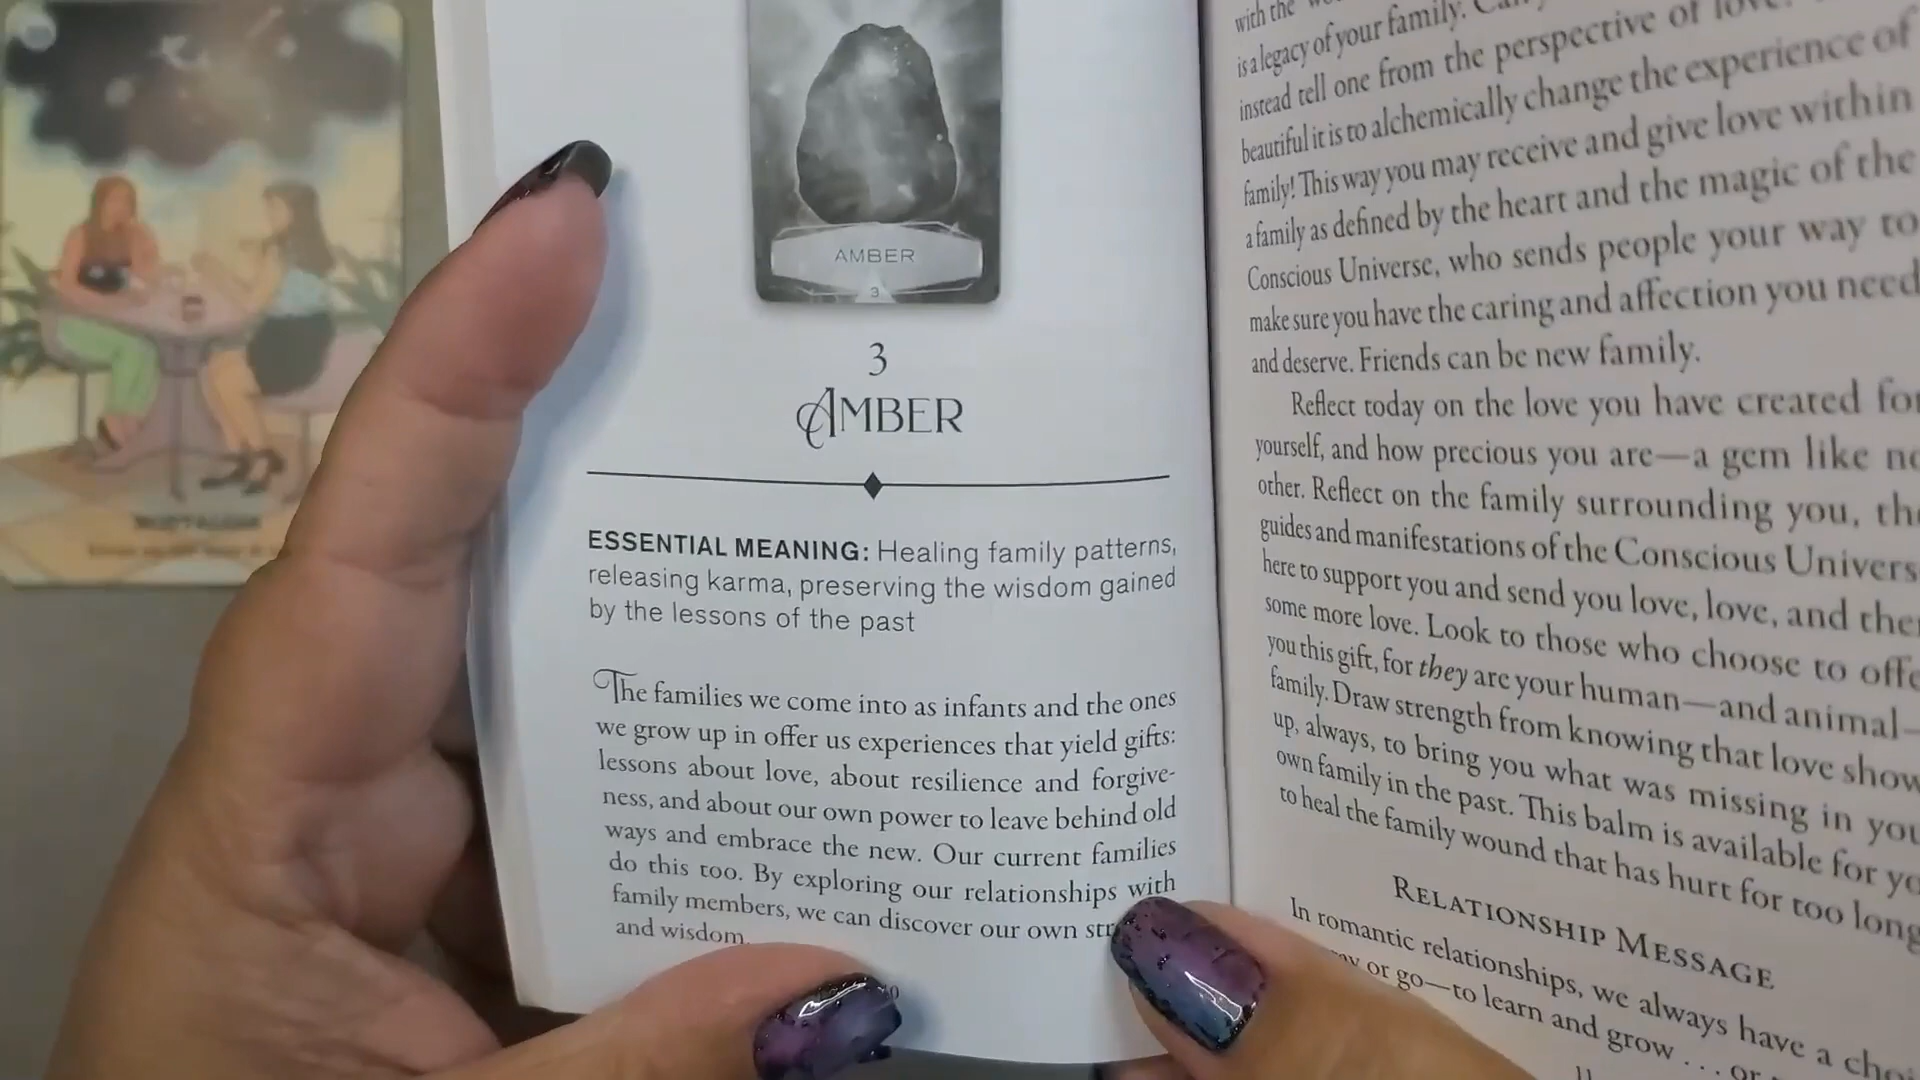 AMBER
3
3
AMBER
ESSENTIAL MEANING: Healing family patterns,
releasing karma, preserving the wisdom gained
by the lessons of the past
The families we come into as infants and the ones
we grow up in offer us experiences that yield gifts:
lessons about love, about resilience and forgive-
ness, and about our own power to leave behind old
ways and embrace the new. Our current families
do this too. By exploring our relationships with
family members, we can discover our own
and wisdom.
with the
is a legacy of your family.
instead tell one from the perspective of love.
beautiful it is to alchemically change the experience of
family! This way you may receive and give love within
a family as defined by the heart and the magic of the
Conscious Universe, who sends people your way to
make sure you have the caring and affection you need
and deserve. Friends can be new family.
Reflect today on the love you have created for
yourself, and how precious you are—a gem like no
other. Reflect on the family surrounding you, the
guides and manifestations of the Conscious Univers
here to support you and send you love, love, and the
some more love. Look to those who choose to offe
you this gift, for they are your human—and animal—
family. Draw strength from knowing that love show
up, always, to bring you what was missing in you
own family in the past. This balm is available for yo
to heal the family wound that has hurt for too long
RELATIONSHIP MESSAGE
In romantic relationships, we always have a choi
or go—to learn and grow . . . or
11